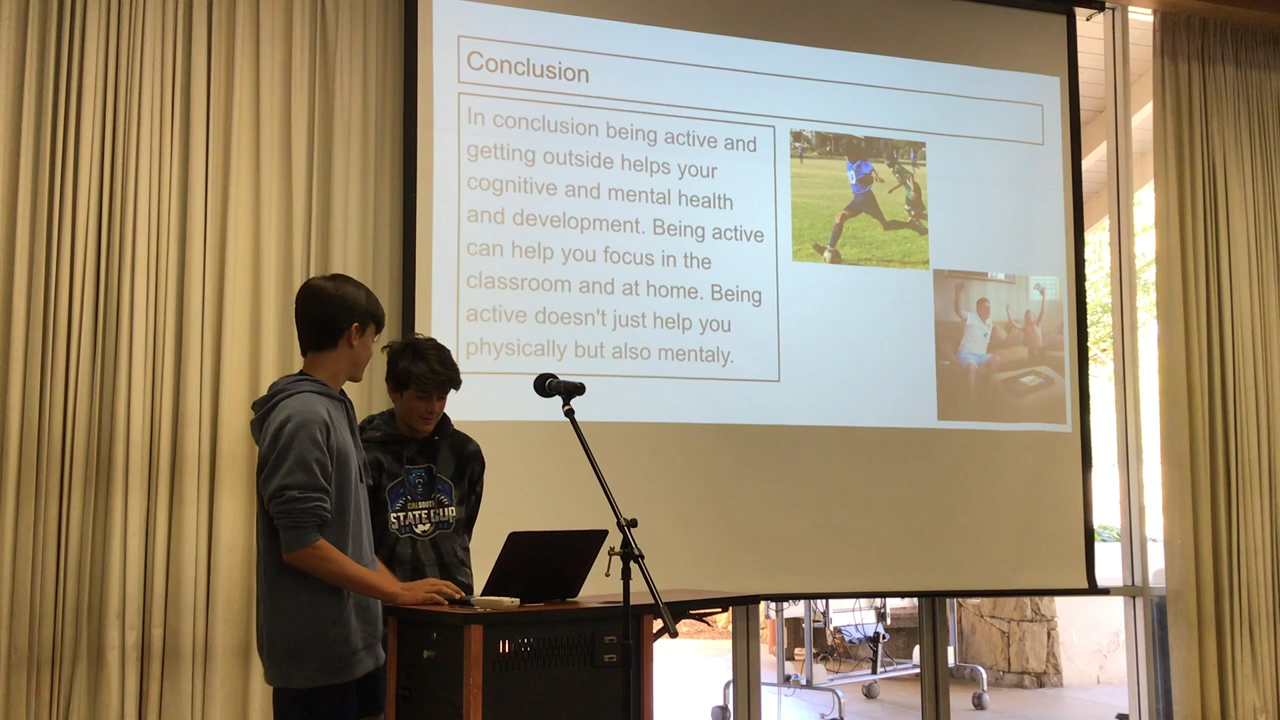 Conclusion
In conclusion being active and
getting outside helps your
cognitive and mental health
and development. Being active
can help you focus in the
classroom and at home. Being
active doesn't just help you
physically but also mentaly.
CAL SOUTH
STATE CUP